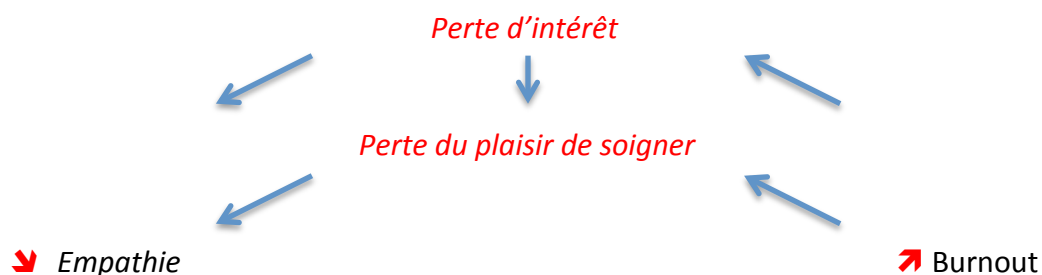 Perte d’intérêt
Perte du plaisir de soigner
Empathie
Burnout